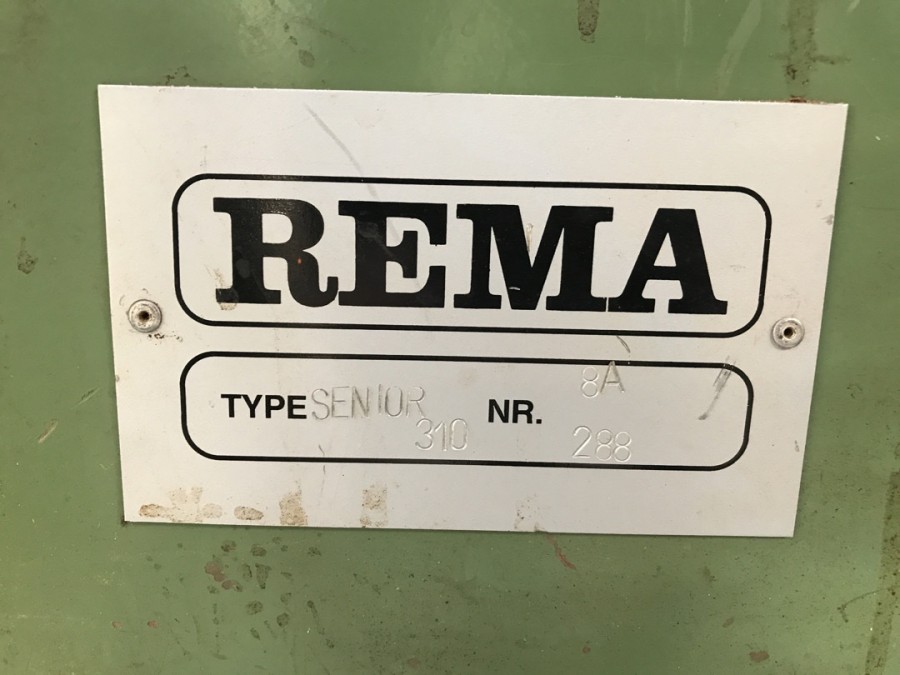 REMA
TYPE SENIOR 310 NR. 8A 288